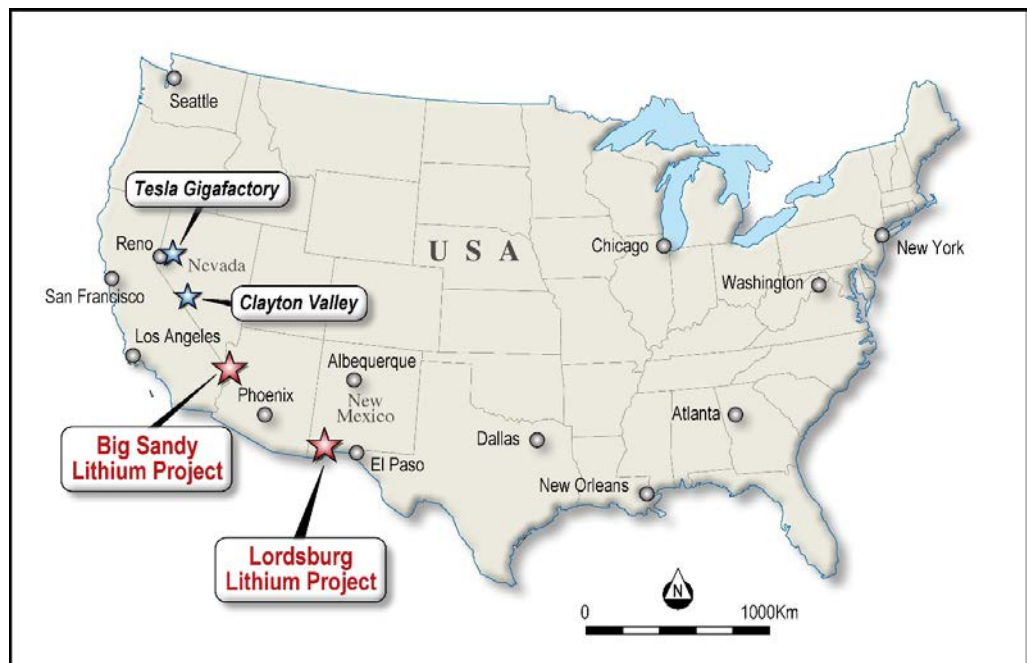 Seattle
Tesla Gigafactory
Reno
Nevada
USA
Chicago
New York
San Francisco
Clayton Valley
Washington
Los Angeles
Albequerque
Phoenix
New
Mexico
Atlanta
Big Sandy
Lithium Project
Dallas
El Paso
New Orleans
Lordsburg
Lithium Project
N
0
1000Km